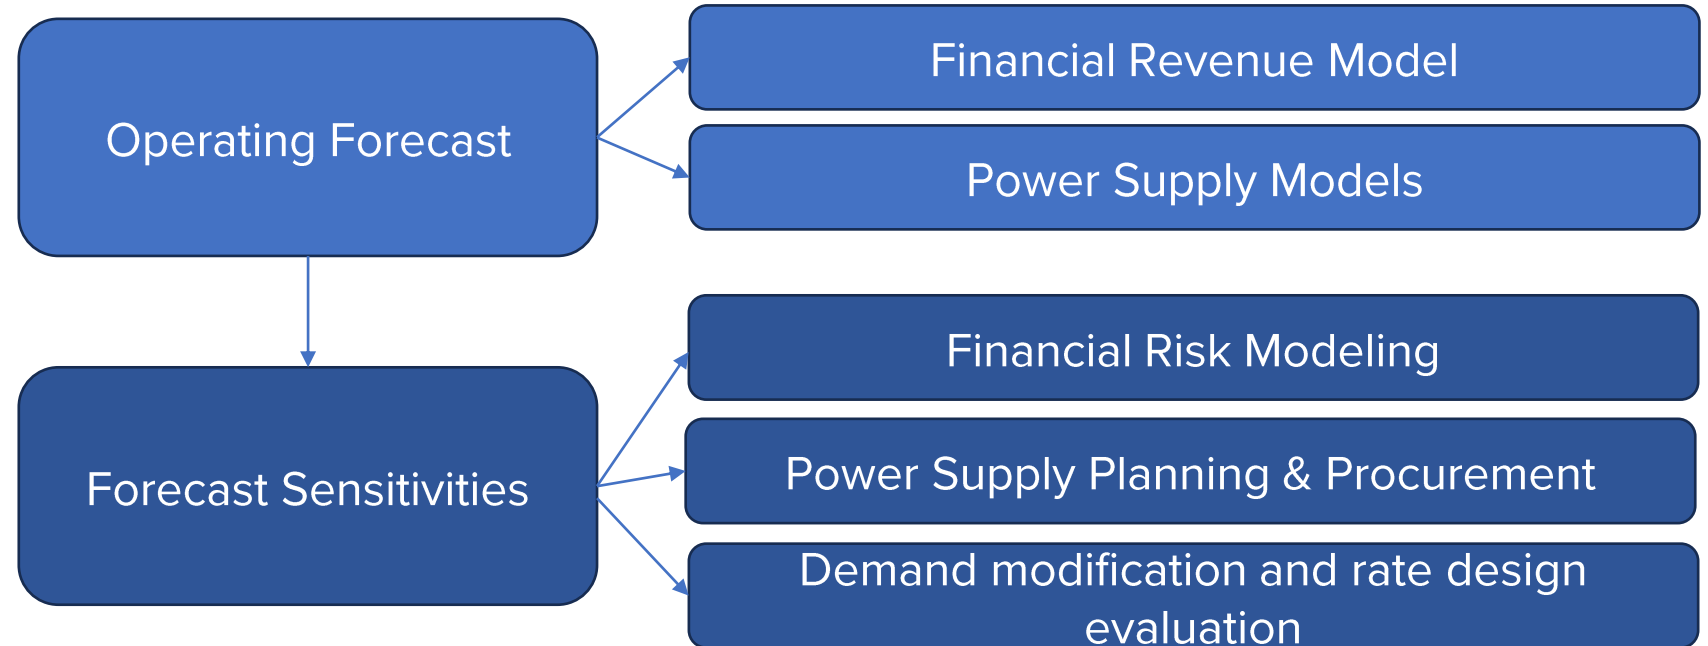 Operating Forecast
Financial Revenue Model
Power Supply Models
Forecast Sensitivities
Financial Risk Modeling
Power Supply Planning & Procurement
Demand modification and rate design
evaluation